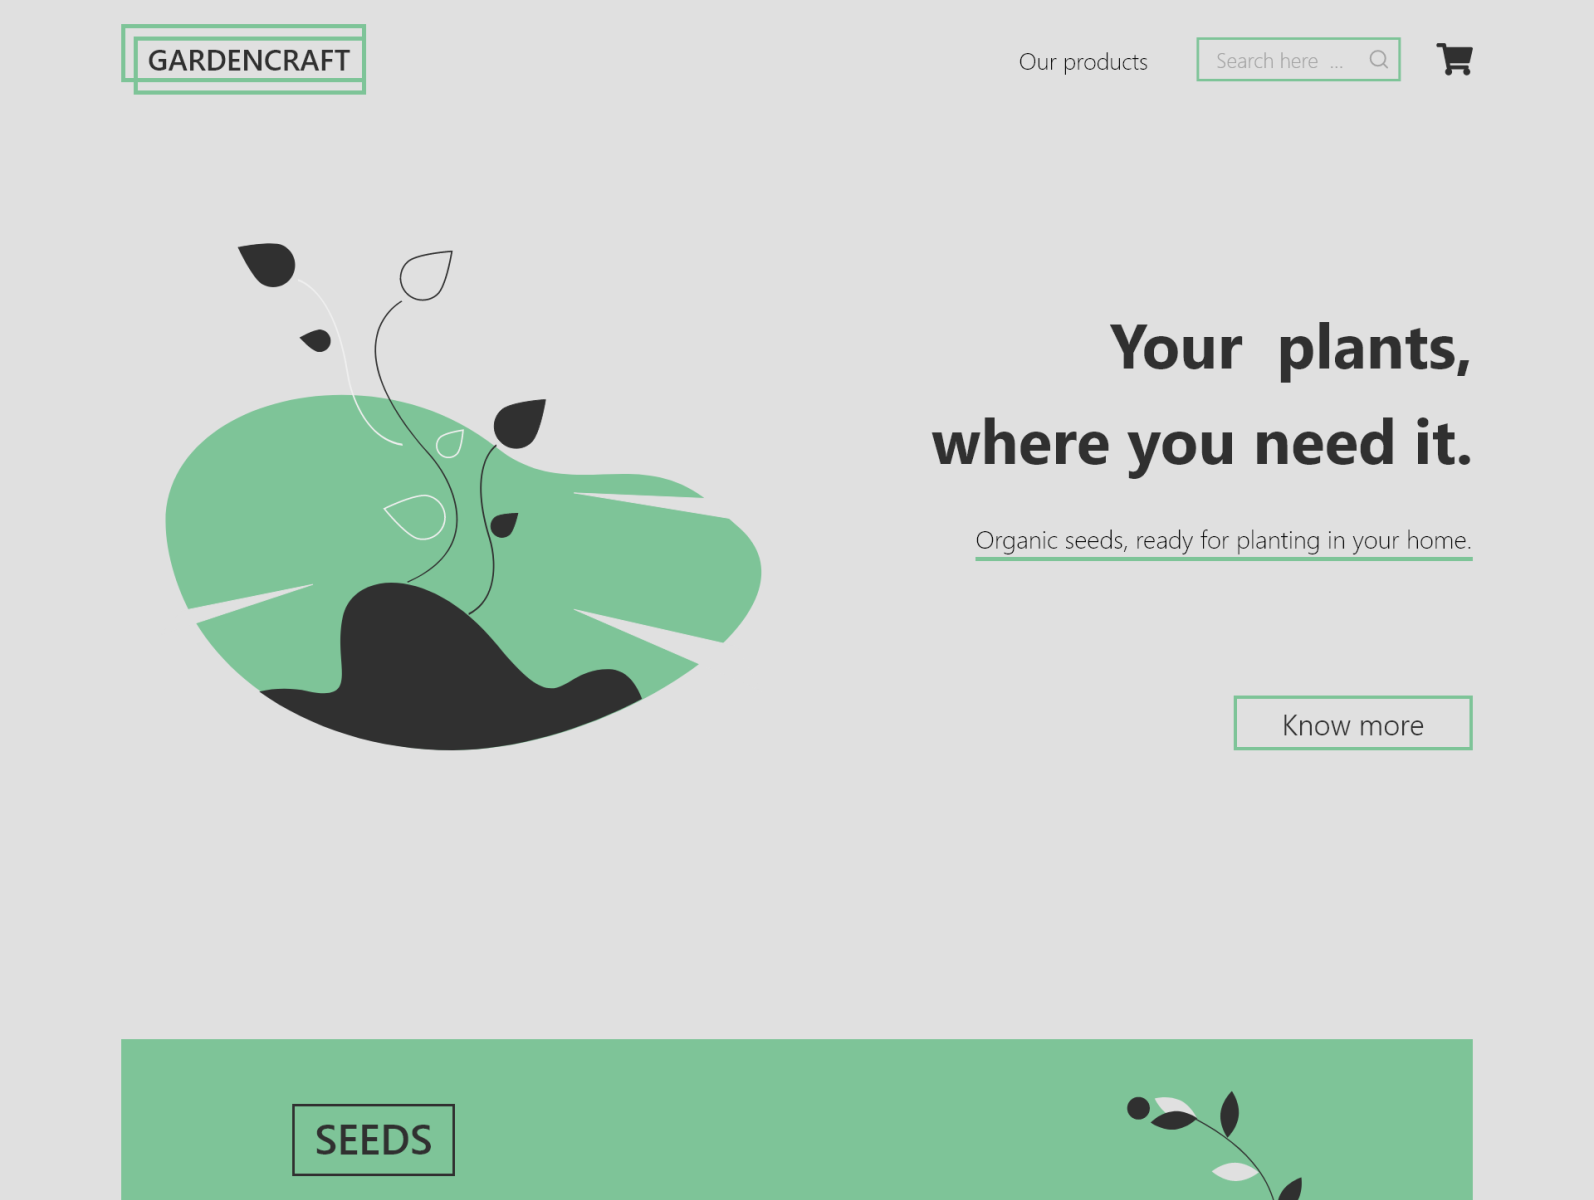 GARDENCRAFT
Our products
Search here ...
Your plants,
where you need it.
Organic seeds, ready for planting in your home.
Know more
SEEDS